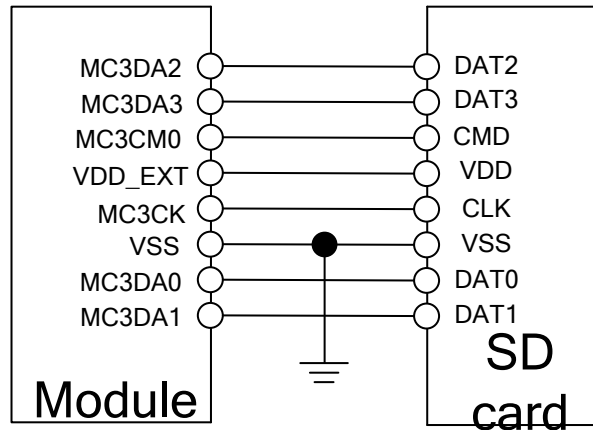 MC3DA2 DAT2
MC3DA3 DAT3
MC3CM0 CMD
VDD_EXT VDD
MC3CK CLK
VSS VSS
MC3DA0 DAT0
MC3DA1 DAT1
Module
SD
card